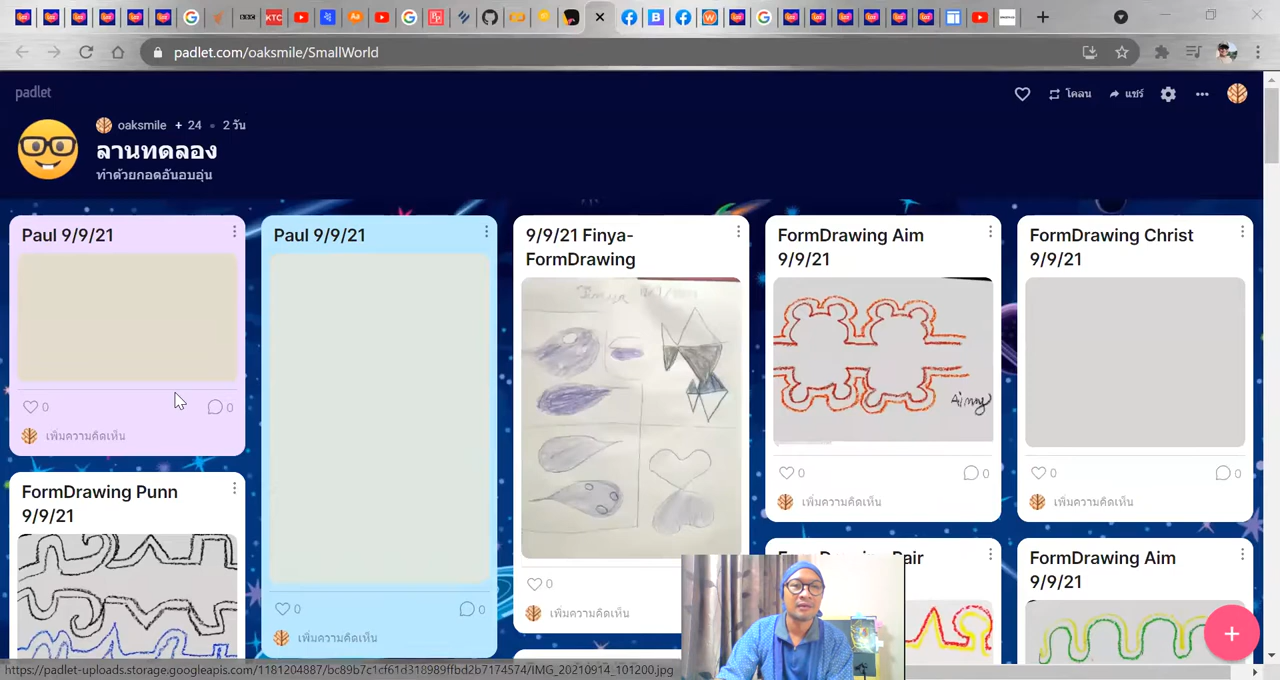 padlet.com/oaksmile/SmallWorld
padlet
โคลน
แชร์
oaksmile + 24 • 2 วัน
ลานทดลอง
ทำด้วยกอดอันอบอุ่น
Paul 9/9/21
0
0
เพิ่มความคิดเห็น
FormDrawing Punn
9/9/21
Paul 9/9/21
0
0
เพิ่มความคิดเห็น
9/9/21 Finya-
FormDrawing
0
เพิ่มความคิดเห็น
FormDrawing Aim
9/9/21
0
0
เพิ่มความคิดเห็น
FormDrawing Christ
9/9/21
0
0
เพิ่มความคิดเห็น
FormDrawing Aim
9/9/21
https://padlet-uploads.storage.googleapis.com/1181204887/bc89b7c1cf61d318989ffbd2b7174574/IMG_20210914_101200.jpg